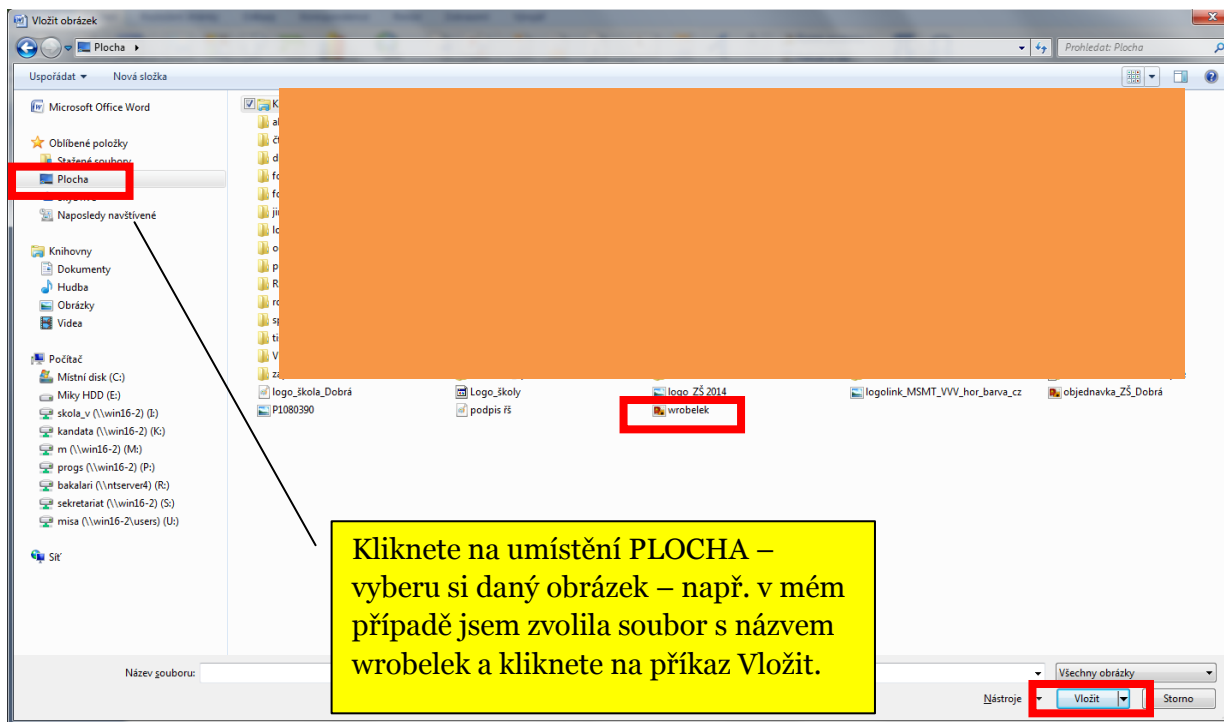 Vložit obrázek
Plocha
Prohledat: Plocha
Uspořádat
Nová složka
Microsoft Office Word
Oblíbené položky
Stažené soubory
Plocha
Naposledy navštívené
Knihovny
Dokumenty
Hudba
Obrázky
Videa
Počítač
Místní disk (C:)
Miky HDD (E:)
skola_v (\\win16-2) (I:)
kandata (\\win16-2) (K:)
m (\\win16-2) (M:)
progs (\\win16-2) (P:)
bakalari (\\ntserver4) (R:)
sekretariat (\\win16-2) (S:)
misa (\\win16-2\users) (U:)
Síť
logo_škola_Dobrá
Logo_školy
logo ZŠ 2014
logolink_MSMT_VVV_hor_barva_cz
objednavka_ZŠ_Dobrá
P1080390
podpis řš
wrobelek
Kliknete na umístění PLOCHA –
vyberu si daný obrázek – např. v mém
případě jsem zvolila soubor s názvem
wrobelek a kliknete na příkaz Vložit.
Název souboru:
Všechny obrázky
Nástroje
Vložit
Storno